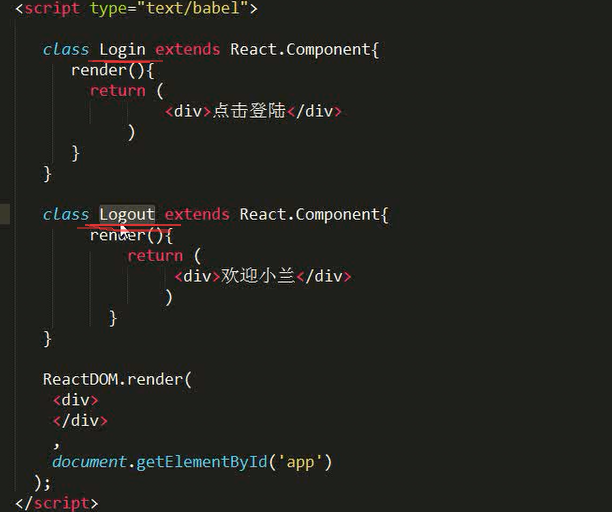 <script type="text/babel">
class Login extends React.Component{
render(){
return (
<div>点击登陆</div>
)
}
}
class Logout extends React.Component{
render(){
return (
<div>欢迎小兰</div>
)
}
}
ReactDOM.render(
<div>
</div>
,
document.getElementById('app')
);
</script>